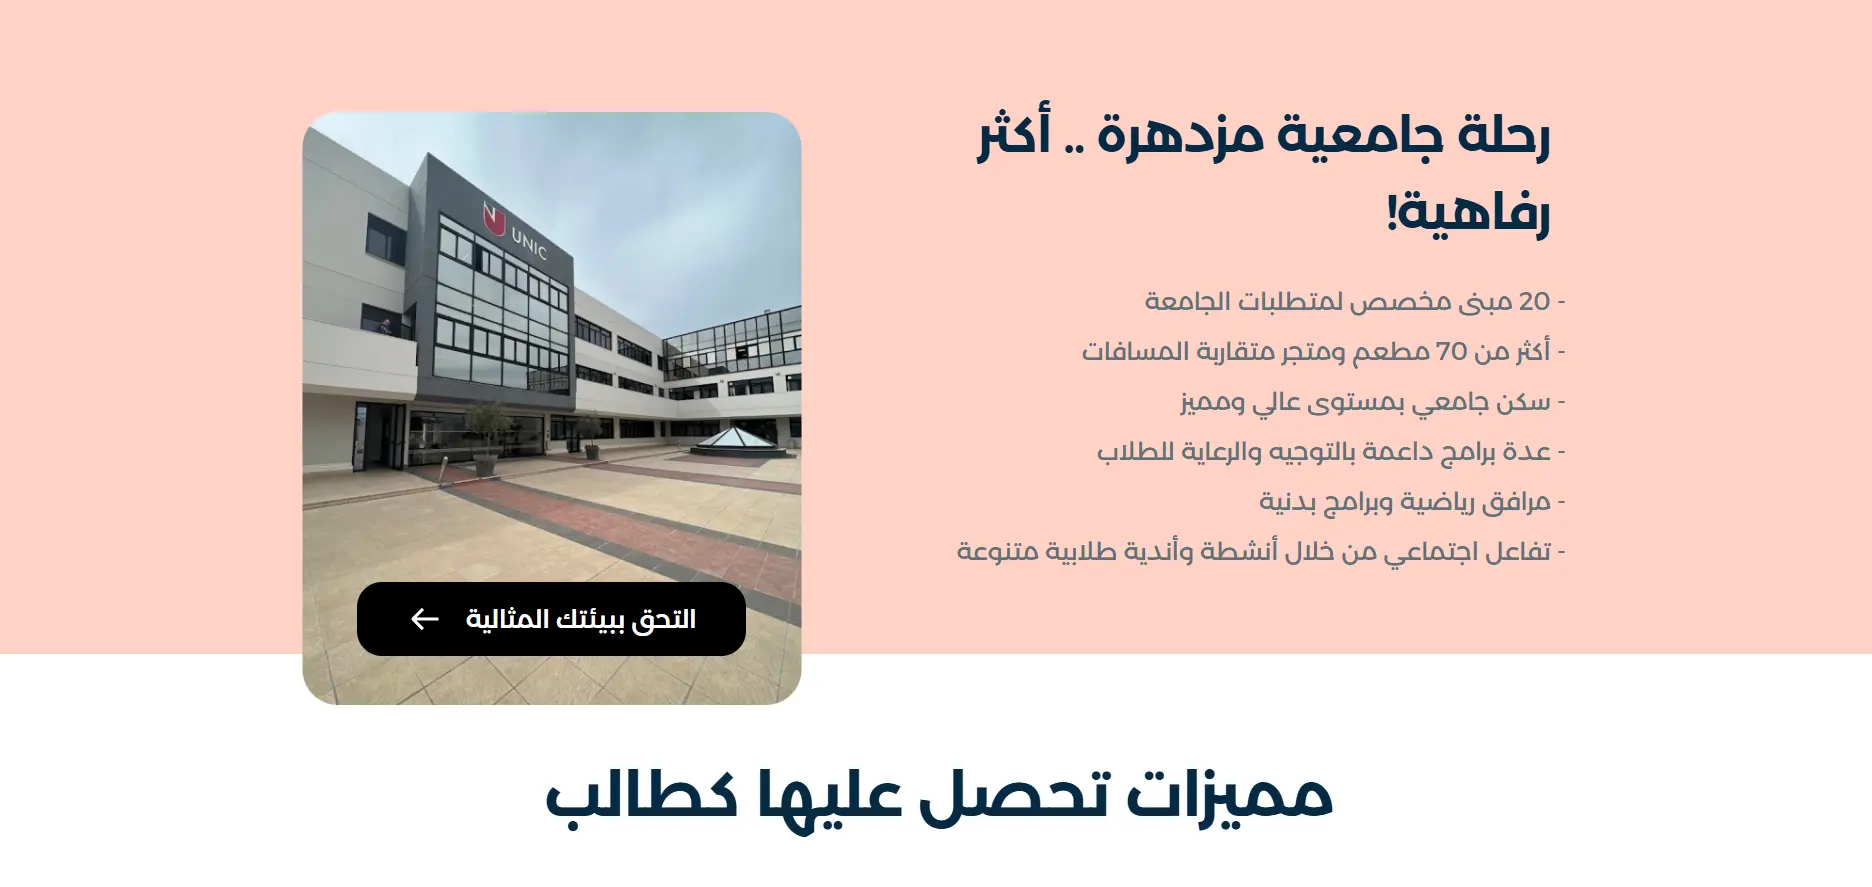 رحلة جامعية مزدهرة .. أكثر
رفاهية!
- 20 مبنى مخصص لمتطلبات الجامعة
- أكثر من 70 مطعم ومتجر متقاربة المسافات
- سكن جامعي بمستوى عالي ومميز
- عدة برامج داعمة بالتوجيه والرعاية للطلاب
- مرافق رياضية وبرامج بدنية
- تفاعل اجتماعي من خلال أنشطة وأندية طلابية متنوعة
UNIC
التحق ببيئتك المثالية
مميزات تحصل عليها كطالب